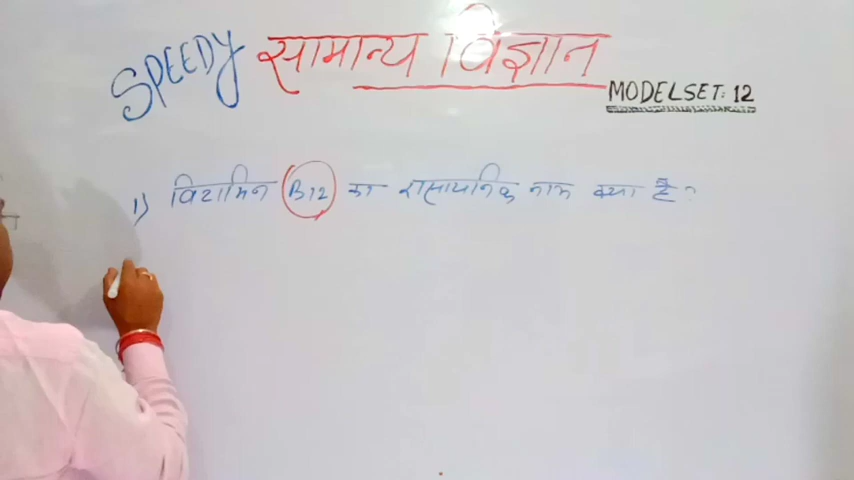 SPEEDY सामान्य विज्ञान
MODELSET: 12
1) विटामिन B12 का रासायनिक नाम क्या है?